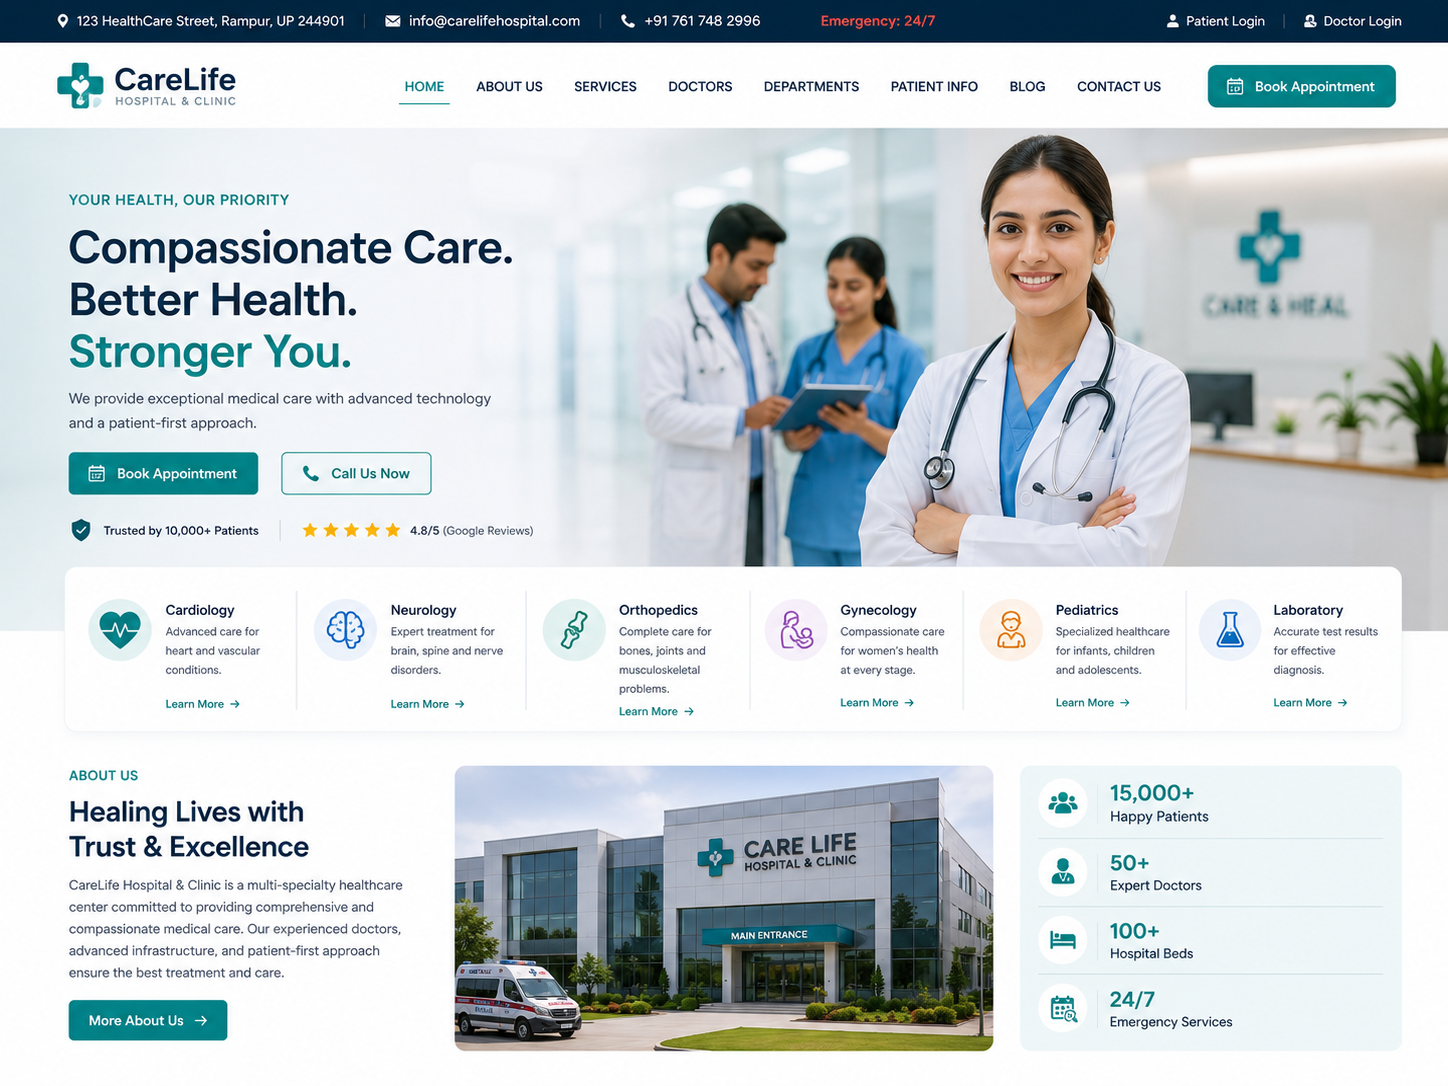 123 HealthCare Street, Rampur, UP 244901
info@carelifehospital.com
+91 761 748 2996
Emergency: 24/7
Patient Login
Doctor Login
CareLife
HOSPITAL & CLINIC
HOME
ABOUT US
SERVICES
DOCTORS
DEPARTMENTS
PATIENT INFO
BLOG
CONTACT US
Book Appointment
YOUR HEALTH, OUR PRIORITY
Compassionate Care.
Better Health.
Stronger You.
We provide exceptional medical care with advanced technology
and a patient-first approach.
Book Appointment
Call Us Now
Trusted by 10,000+ Patients
4.8/5 (Google Reviews)
CARE & HEAL
Cardiology
Advanced care for
heart and vascular
conditions.
Learn More →
Neurology
Expert treatment for
brain, spine and nerve
disorders.
Learn More →
Orthopedics
Complete care for
bones, joints and
musculoskeletal
problems.
Learn More →
Gynecology
Compassionate care
for women's health
at every stage.
Learn More →
Pediatrics
Specialized healthcare
for infants, children
and adolescents.
Learn More →
Laboratory
Accurate test results
for effective
diagnosis.
Learn More →
ABOUT US
Healing Lives with
Trust & Excellence
CareLife Hospital & Clinic is a multi-specialty healthcare
center committed to providing comprehensive and
compassionate medical care. Our experienced doctors,
advanced infrastructure, and patient-first approach
ensure the best treatment and care.
More About Us →
CARE LIFE
HOSPITAL & CLINIC
MAIN ENTRANCE
15,000+
Happy Patients
50+
Expert Doctors
100+
Hospital Beds
24/7
Emergency Services